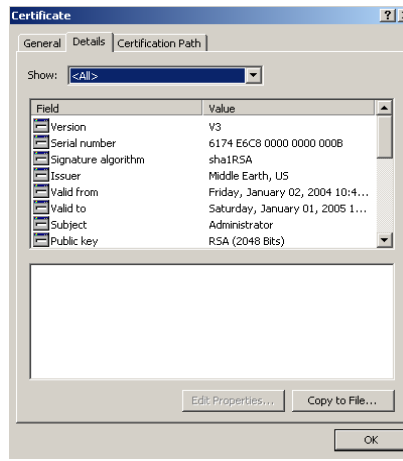 Certificate
General Details Certification Path
Show: <All>
Field Value
Version V3
Serial number 6174 E6C8 0000 0000 000B
Signature algorithm sha1RSA
Issuer Middle Earth, US
Valid from Friday, January 02, 2004 10:4...
Valid to Saturday, January 01, 2005 1...
Subject Administrator
Public key RSA (2048 Bits)
Edit Properties... Copy to File...
OK